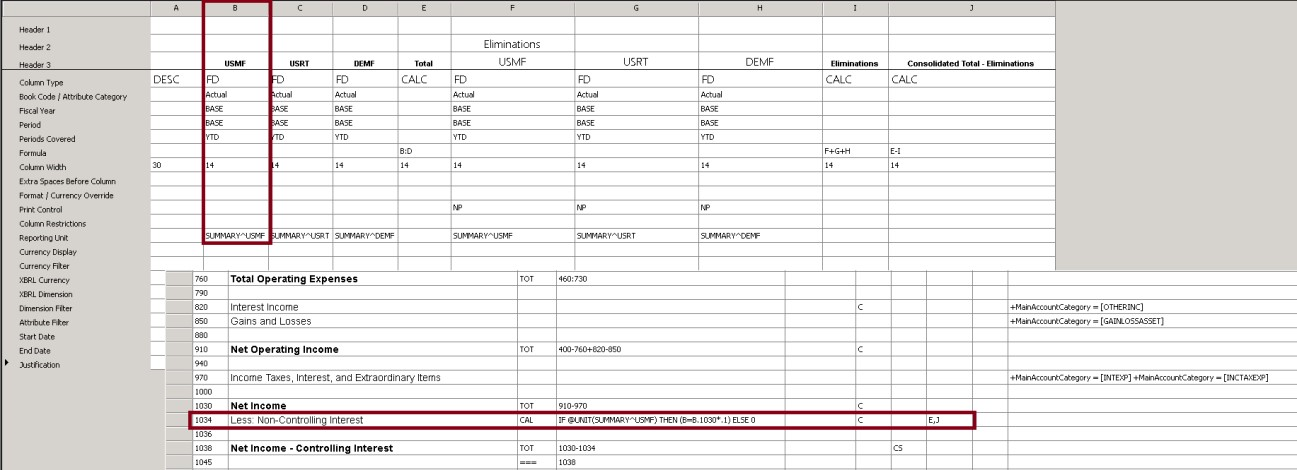 A B C D E F G H I J
Header 1
Header 2 Eliminations
Header 3 USMF USRT DEMF Total USMF USRT DEMF Eliminations Consolidated Total - Eliminations
Column Type DESC FD FD FD CALC FD FD FD CALC CALC
Book Code / Attribute Category Actual Actual Actual Actual Actual Actual
Fiscal Year BASE BASE BASE BASE BASE BASE
Period BASE BASE BASE BASE BASE BASE
Periods Covered YTD YTD YTD YTD YTD YTD
Formula B:D F+G+H E-I
Column Width 30 14 14 14 14 14 14 14 14 14
Extra Spaces Before Column
Format / Currency Override
Print Control NP NP NP
Column Restrictions
Reporting Unit SUMMARY^USMF SUMMARY^USRT SUMMARY^DEMF SUMMARY^USMF SUMMARY^USRT SUMMARY^DEMF
Currency Display
Currency Filter
XBRL Currency
XBRL Dimension
Dimension Filter
Attribute Filter
Start Date
End Date
Justification
760 Total Operating Expenses TOT 460:730
790
820 Interest Income C +MainAccountCategory = [OTHERINC]
850 Gains and Losses +MainAccountCategory = [GAINLOSSASSET]
880
910 Net Operating Income TOT 400-760+820-850 C
940
970 Income Taxes, Interest, and Extraordinary Items +MainAccountCategory = [INTEXP] +MainAccountCategory = [INCTAXEXP]
1000
1030 Net Income TOT 910-970 C
1034 Less: Non-Controlling Interest CAL IF @UNIT(SUMMARY^USMF) THEN (B=B.1030*.1) ELSE 0 C E,J
1036
1038 Net Income - Controlling Interest TOT 1030-1034 CS
1045 === 1038